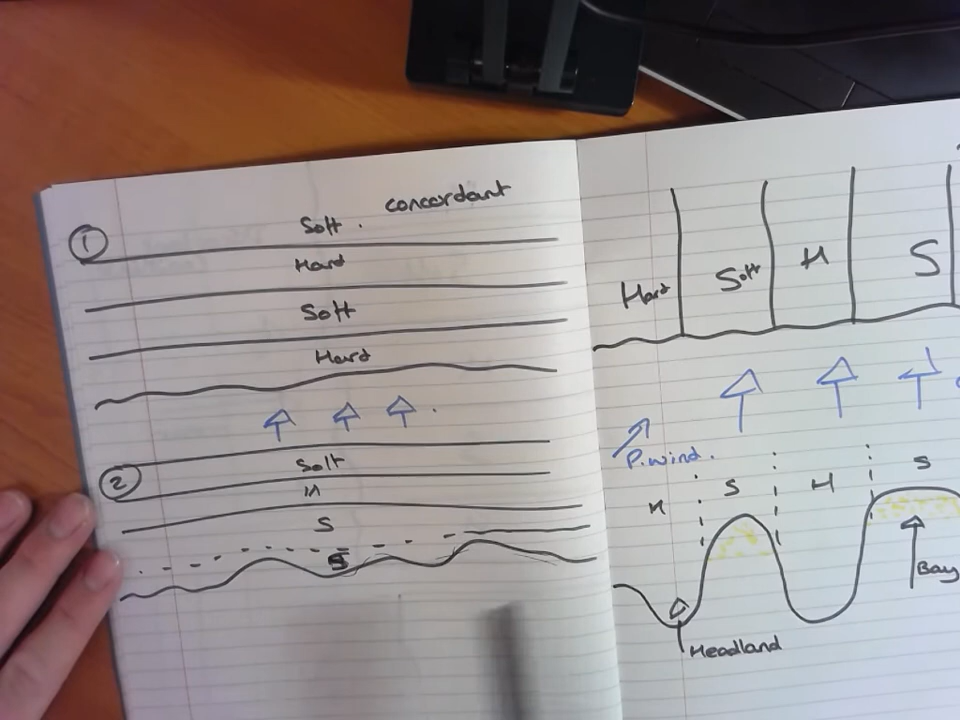 concordant
①
Soft.
Hard
Soft
Hard
②
Soft
H
S
Hard Soft H S
P.wind.
H S H S
Bay
Headland